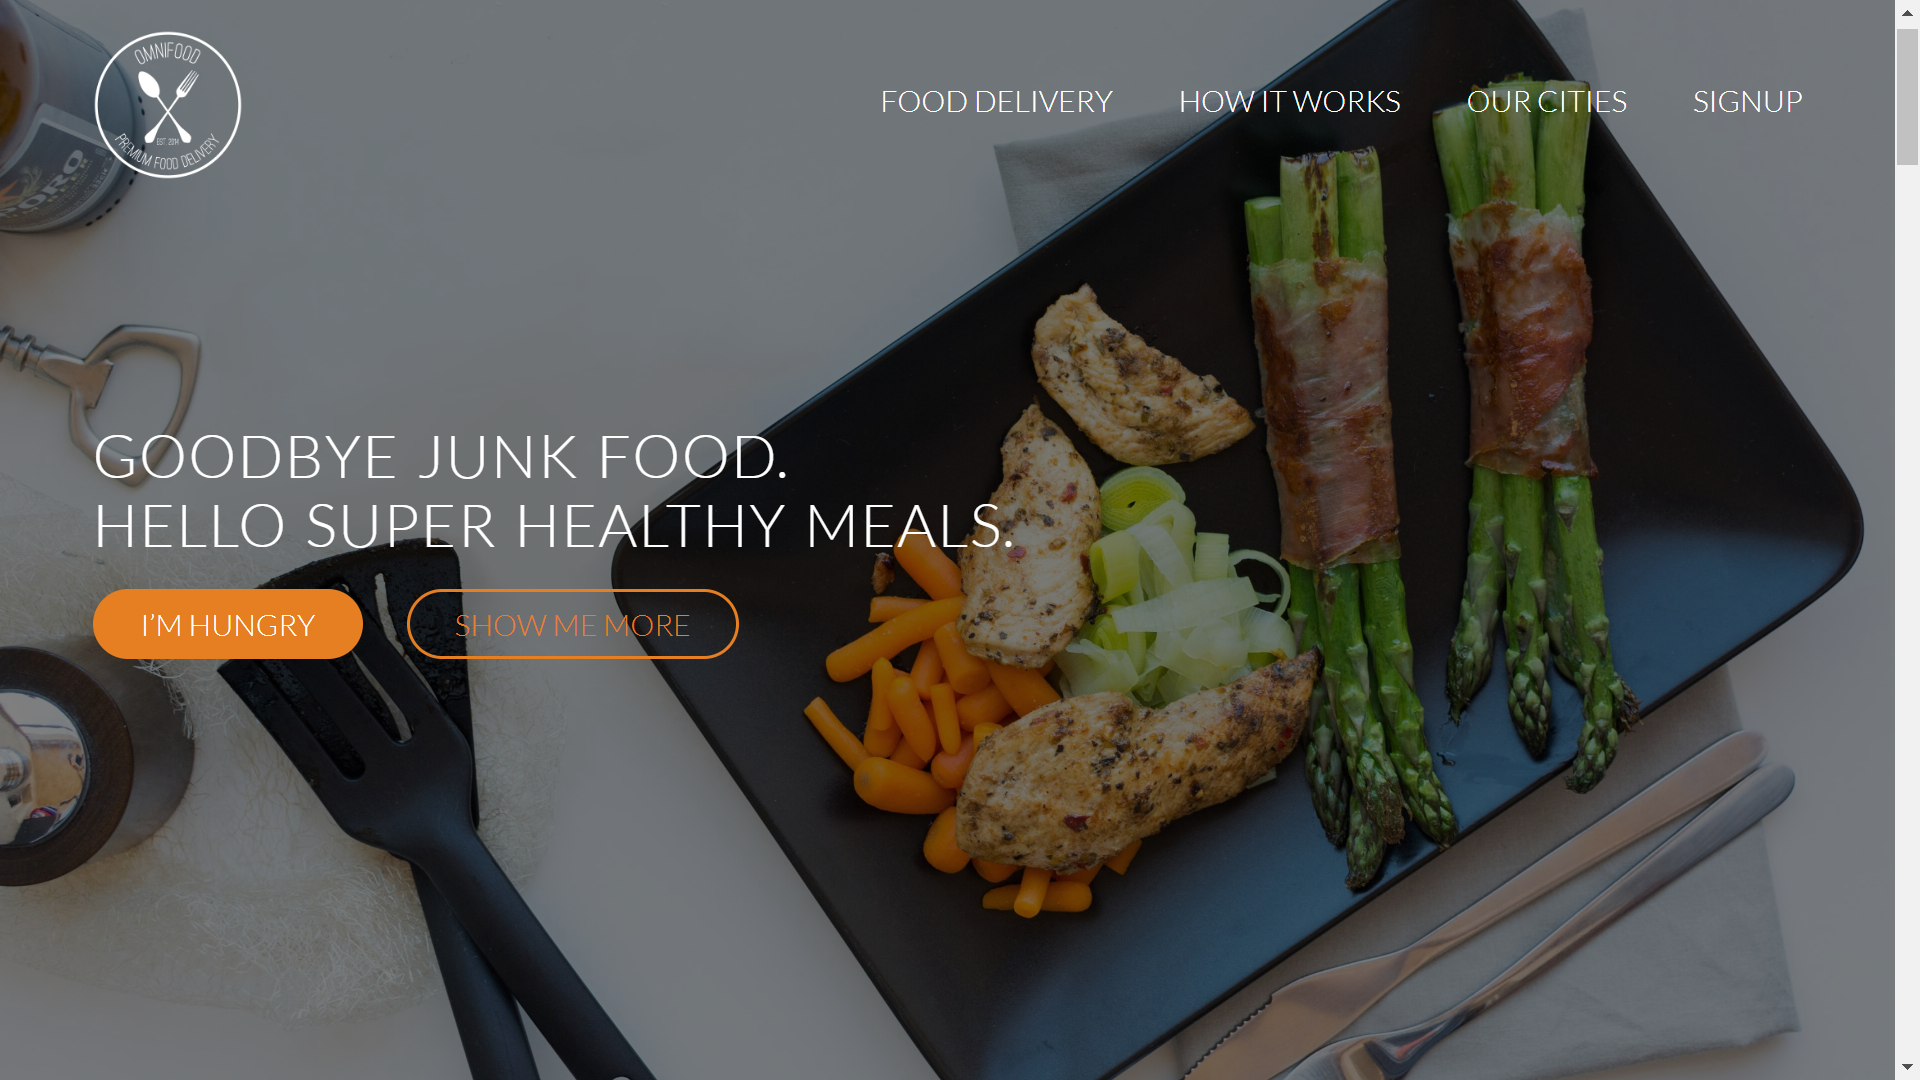 OMNIFOOD
EST. 2014
PREMIUM FOOD DELIVERY
FOOD DELIVERY
HOW IT WORKS
OUR CITIES
SIGNUP
GOODBYE JUNK FOOD.
HELLO SUPER HEALTHY MEALS.
I’M HUNGRY
SHOW ME MORE